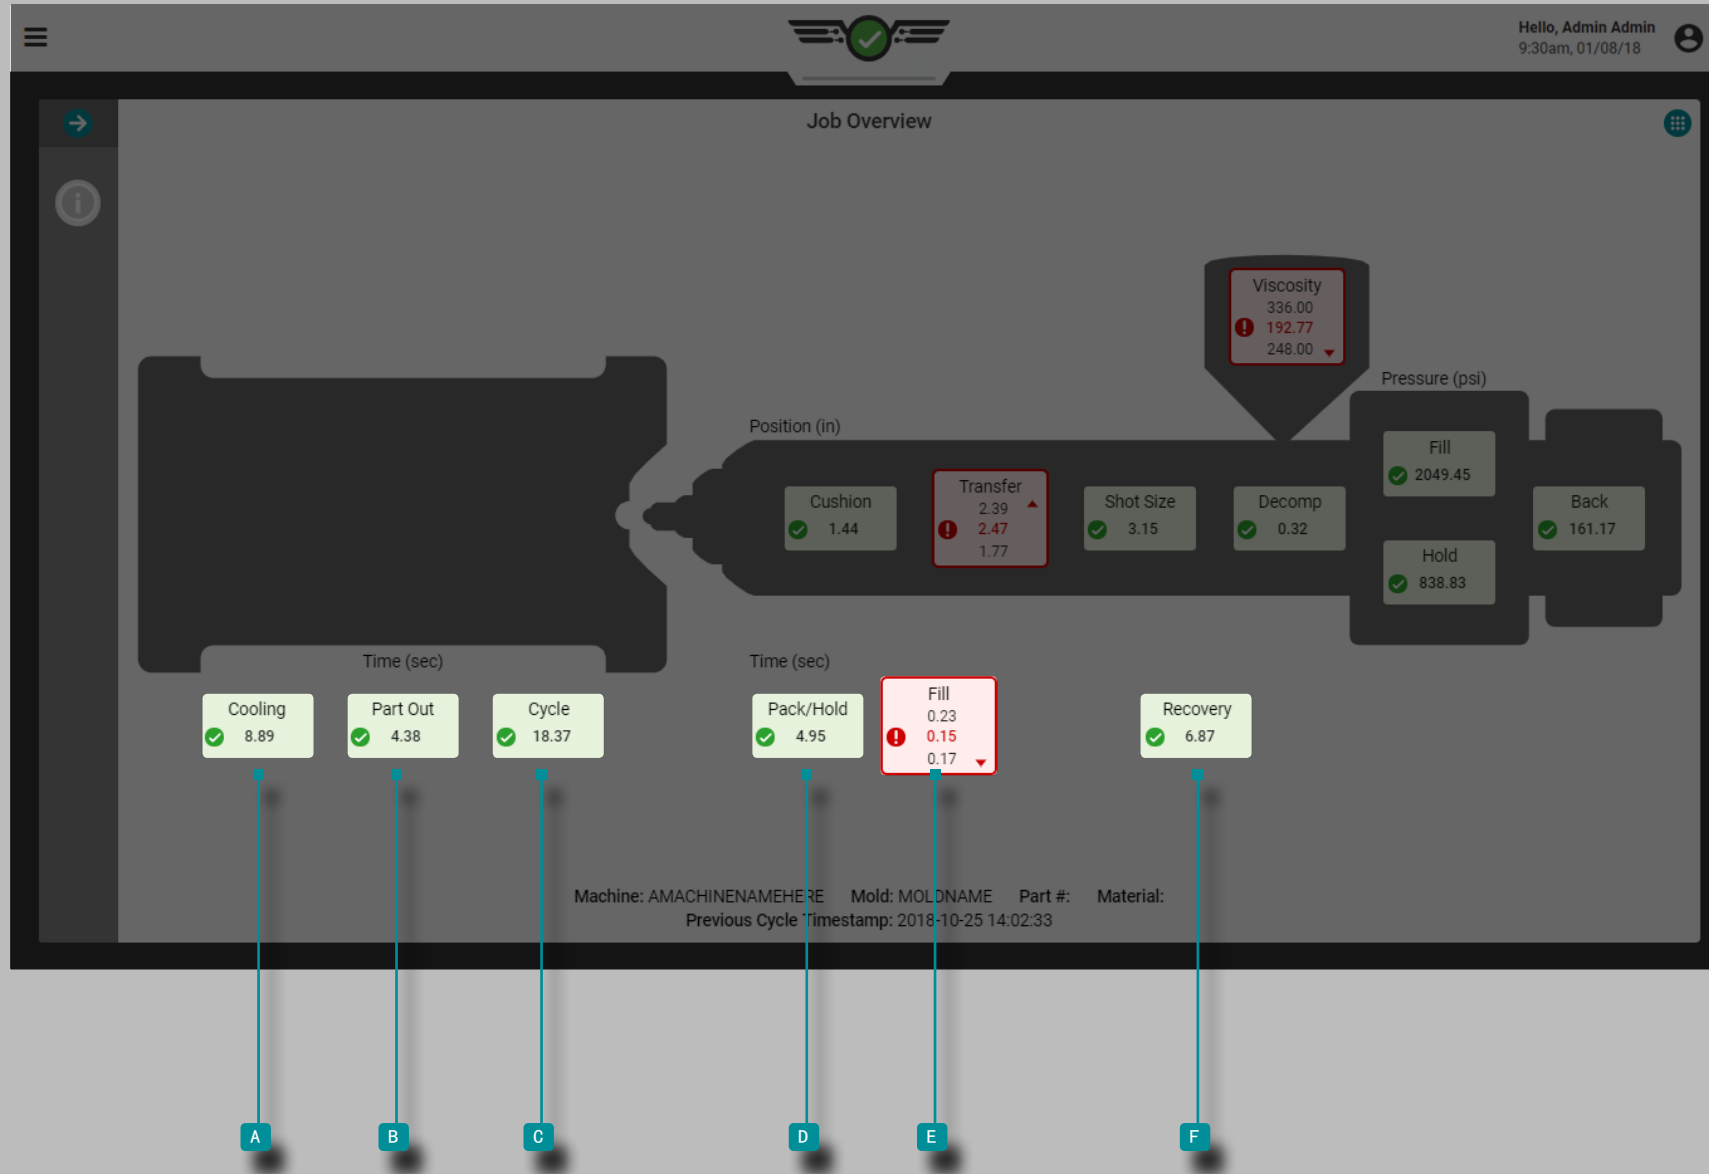 Hello, Admin Admin
9:30am, 01/08/18
Job Overview
Viscosity
336.00
192.77
248.00
Pressure (psi)
Position (in)
Fill
2049.45
Cushion
1.44
Transfer
2.39
2.47
1.77
Shot Size
3.15
Decomp
0.32
Back
161.17
Hold
838.83
Time (sec)
Time (sec)
Cooling
8.89
Part Out
4.38
Cycle
18.37
Pack/Hold
4.95
Fill
0.23
0.15
0.17
Recovery
6.87
Machine: AMACHINENAMEHERE Mold: MOLDNAME Part #: Material:
Previous Cycle Timestamp: 2018-10-25 14:02:33
A B C D E F